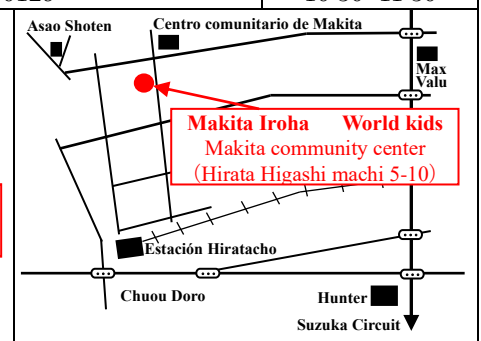 Asao Shoten
Centro comunitario de Makita
Max
Valu
Makita Iroha World kids
Makita community center
(Hirata Higashi machi 5-10)
Estación Hiratacho
Chuou Doro
Hunter
Suzuka Circuit